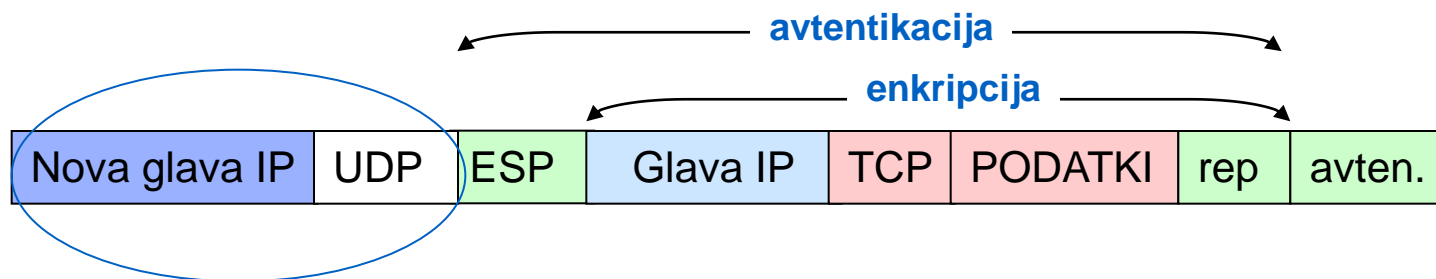 avtentikacija
enkripcija
Nova glava IP UDP ESP Glava IP TCP PODATKI rep avten.